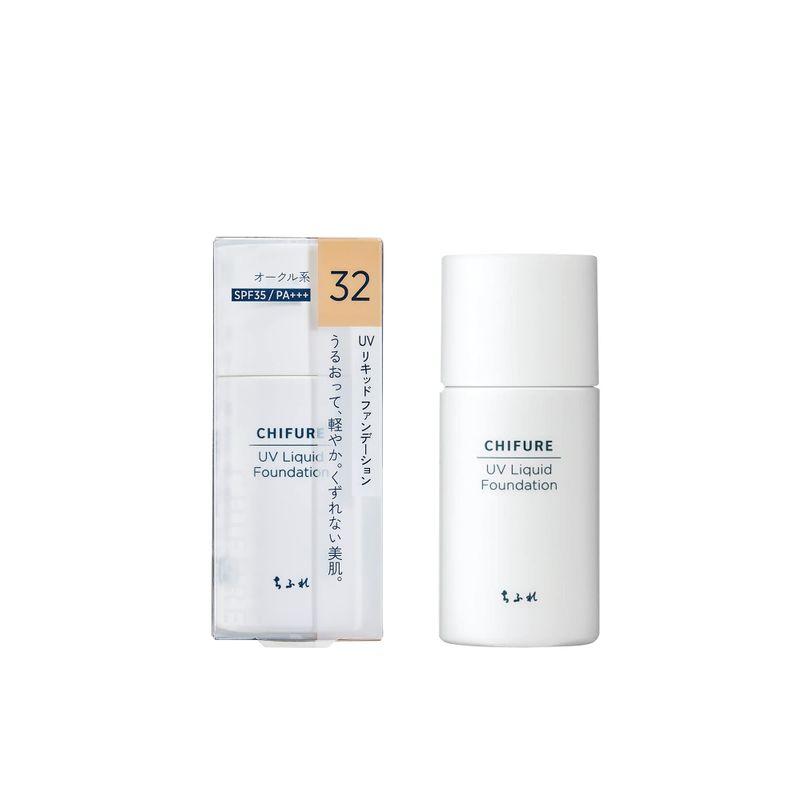 オークル系
SPF35 / PA+++
32
UV リキッド ファンデーション
うるおって、軽やか。くずれない美肌。
CHIFURE
UV Liquid
Foundation
ちふれ
CHIFURE
UV Liquid
Foundation
ちふれ